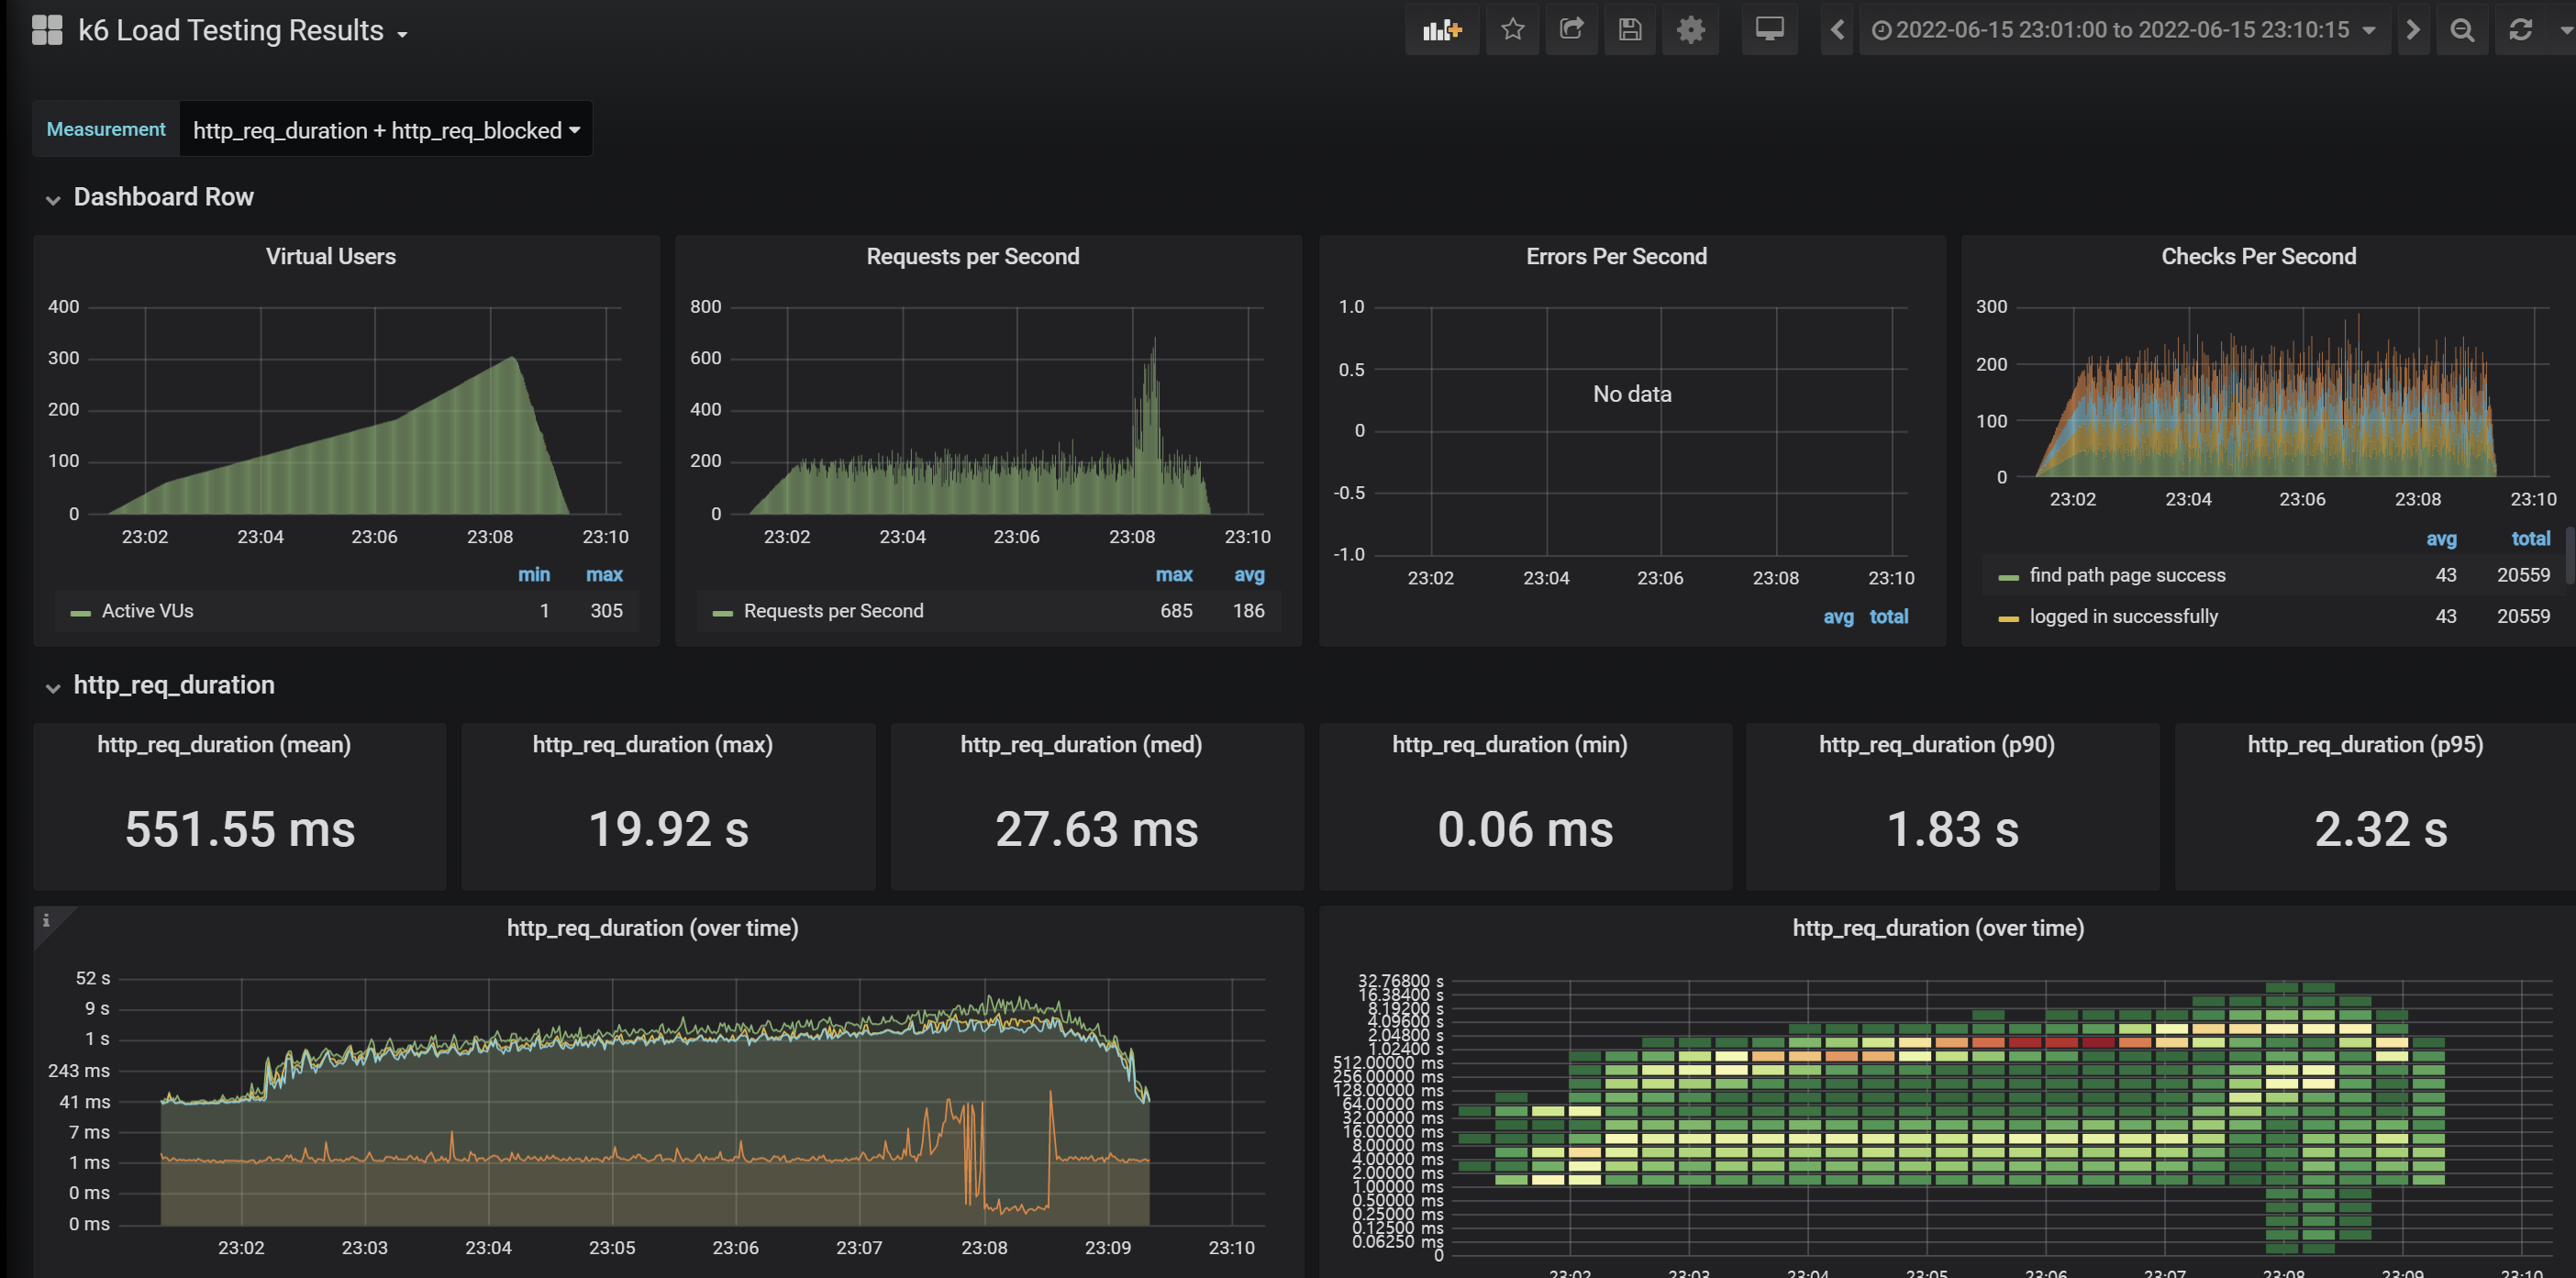 k6 Load Testing Results
2022-06-15 23:01:00 to 2022-06-15 23:10:15
Measurement http_req_duration + http_req_blocked
Dashboard Row
Virtual Users
400
300
200
100
0
23:02 23:04 23:06 23:08 23:10
min max
Active VUs 1 305
Requests per Second
800
600
400
200
0
23:02 23:04 23:06 23:08 23:10
max avg
Requests per Second 685 186
Errors Per Second
1.0
0.5
0
-0.5
-1.0
No data
23:02 23:04 23:06 23:08 23:10
avg total
Checks Per Second
300
200
100
0
23:02 23:04 23:06 23:08 23:10
avg total
find path page success 43 20559
logged in successfully 43 20559
http_req_duration
http_req_duration (mean)
551.55 ms
http_req_duration (max)
19.92 s
http_req_duration (med)
27.63 ms
http_req_duration (min)
0.06 ms
http_req_duration (p90)
1.83 s
http_req_duration (p95)
2.32 s
i
http_req_duration (over time)
52 s
9 s
1 s
243 ms
41 ms
7 ms
1 ms
0 ms
0 ms
23:02 23:03 23:04 23:05 23:06 23:07 23:08 23:09 23:10
http_req_duration (over time)
32.76800 s
16.38400 s
8.19200 s
4.09600 s
2.04800 s
1.02400 s
512.00000 ms
256.00000 ms
128.00000 ms
64.00000 ms
32.00000 ms
16.00000 ms
8.00000 ms
4.00000 ms
2.00000 ms
1.00000 ms
0.50000 ms
0.25000 ms
0.12500 ms
0.06250 ms
0
23:02 23:03 23:04 23:05 23:06 23:07 23:08 23:09 23:10